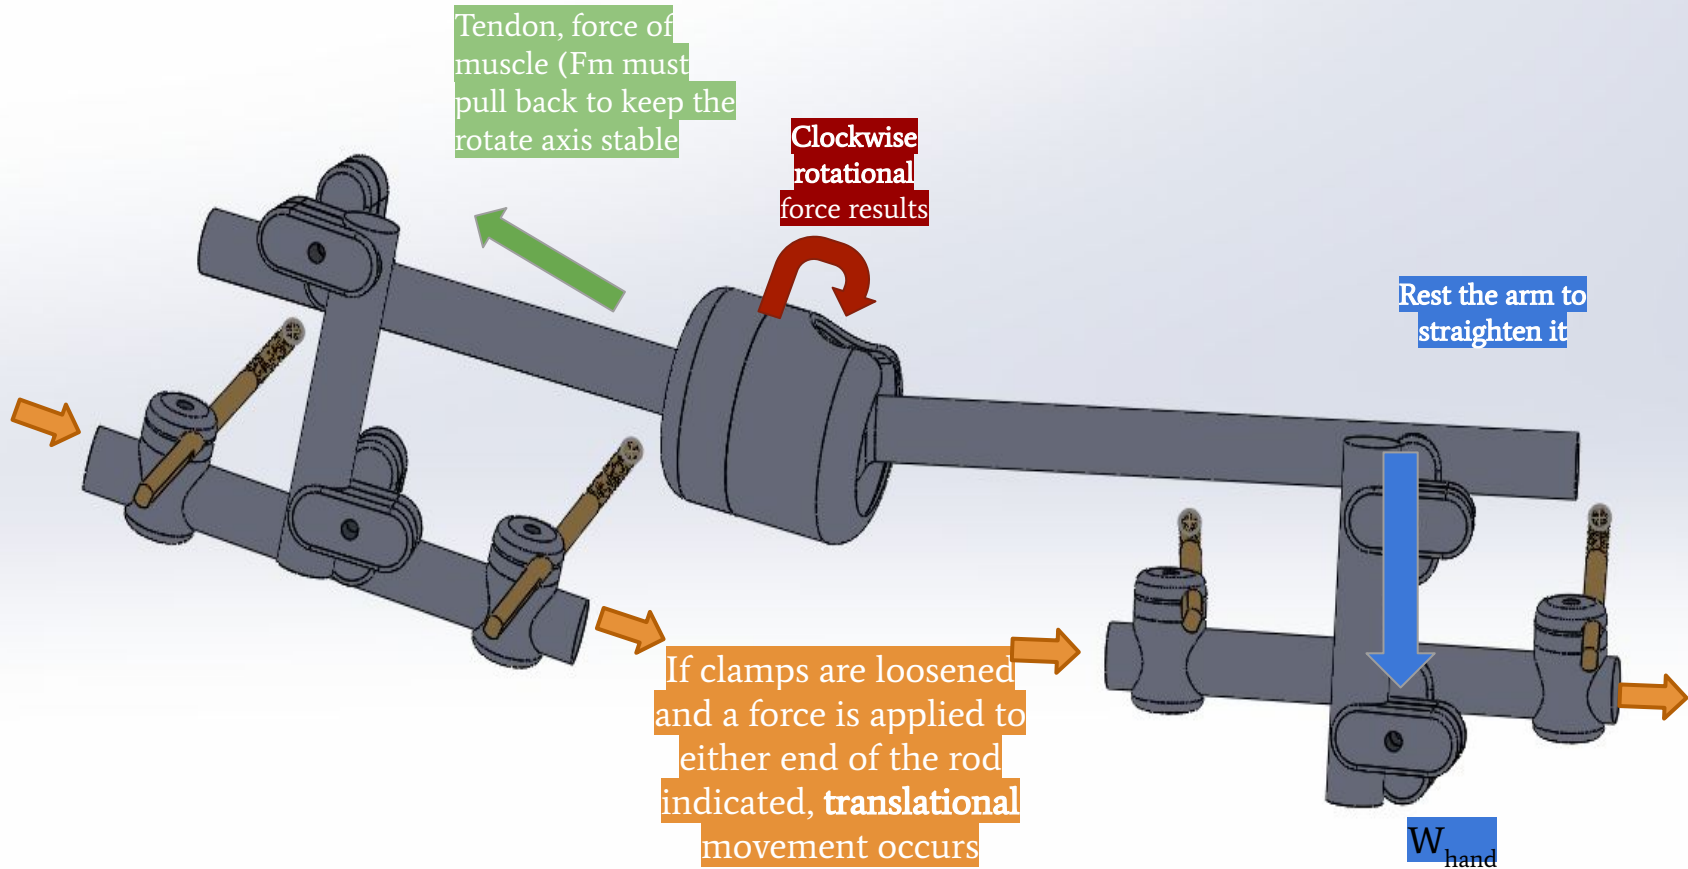 Tendon, force of
muscle (Fm must
pull back to keep the
rotate axis stable
Clockwise
rotational
force results
Rest the arm to
straighten it
If clamps are loosened
and a force is applied to
either end of the rod
indicated, translational
movement occurs
Whand